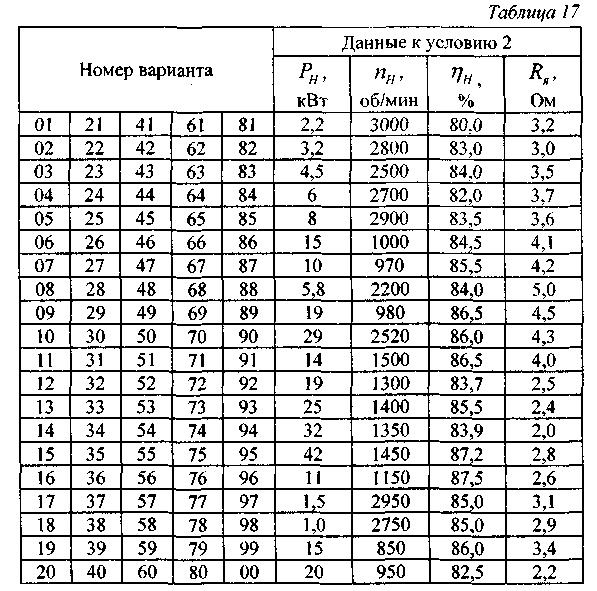 Таблица 17
Номер варианта Данные к условию 2
Pн, кВт nн, об/мин ηн, % Rя, Ом
01 21 41 61 81 2,2 3000 80,0 3,2
02 22 42 62 82 3,2 2800 83,0 3,0
03 23 43 63 83 4,5 2500 84,0 3,5
04 24 44 64 84 6 2700 82,0 3,7
05 25 45 65 85 8 2900 83,5 3,6
06 26 46 66 86 15 1000 84,5 4,1
07 27 47 67 87 10 970 85,5 4,2
08 28 48 68 88 5,8 2200 84,0 5,0
09 29 49 69 89 19 980 86,5 4,5
10 30 50 70 90 29 2520 86,0 4,3
11 31 51 71 91 14 1500 86,5 4,0
12 32 52 72 92 19 1300 83,7 2,5
13 33 53 73 93 25 1400 85,5 2,4
14 34 54 74 94 32 1350 83,9 2,0
15 35 55 75 95 42 1450 87,2 2,8
16 36 56 76 96 11 1150 87,5 2,6
17 37 57 77 97 1,5 2950 85,0 3,1
18 38 58 78 98 1,0 2750 85,0 2,9
19 39 59 79 99 15 850 86,0 3,4
20 40 60 80 00 20 950 82,5 2,2